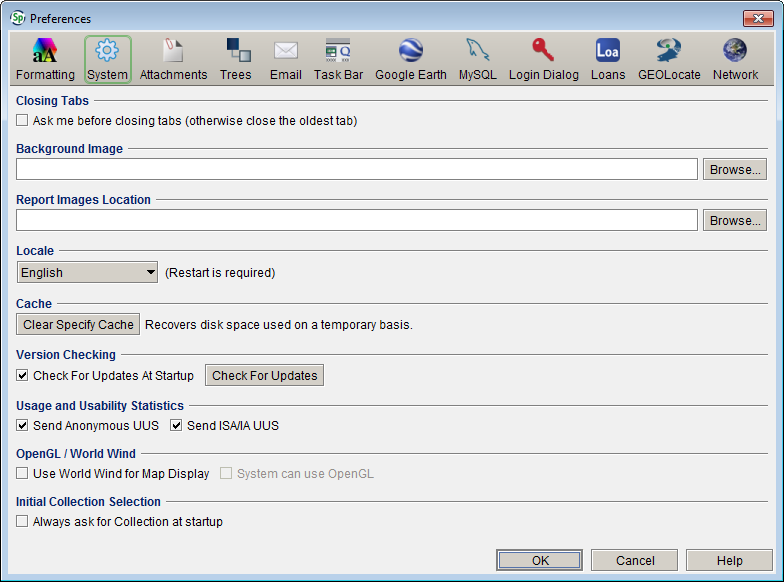 Sp Preferences
aA Loa
Formatting System Attachments Trees Email Task Bar Google Earth MySQL Login Dialog Loans GEOLocate Network
Closing Tabs
Ask me before closing tabs (otherwise close the oldest tab)
Background Image
Browse...
Report Images Location
Browse...
Locale
English (Restart is required)
Cache
Clear Specify Cache Recovers disk space used on a temporary basis.
Version Checking
Check For Updates At Startup Check For Updates
Usage and Usability Statistics
Send Anonymous UUS Send ISA/IA UUS
OpenGL / World Wind
Use World Wind for Map Display System can use OpenGL
Initial Collection Selection
Always ask for Collection at startup
OK Cancel Help